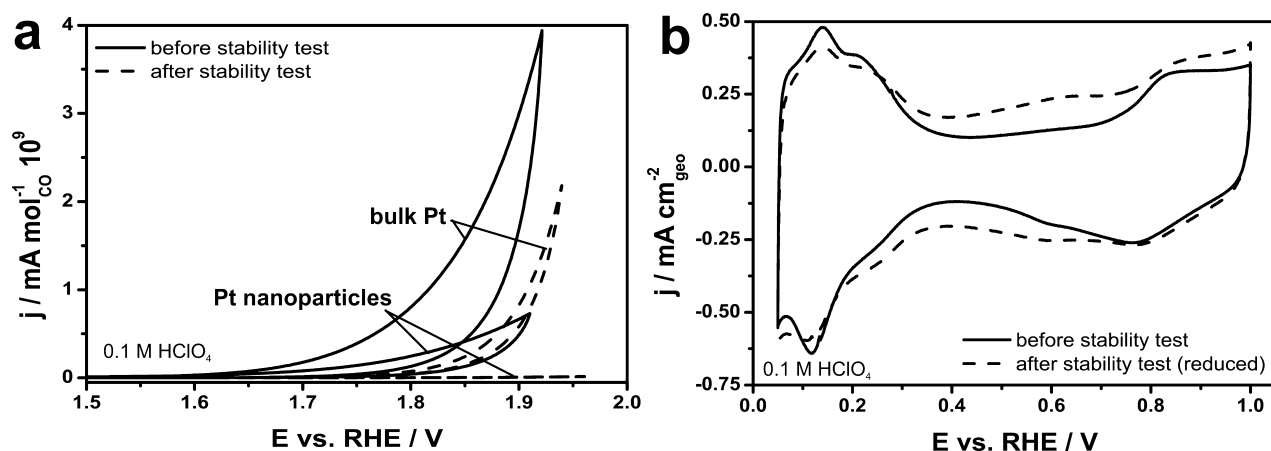 a
4
3
2
1
0
j / mA mol⁻¹CO 10⁹
before stability test
after stability test
bulk Pt
Pt nanoparticles
0.1 M HClO₄
1.5 1.6 1.7 1.8 1.9 2.0
E vs. RHE / V
b
0.50
0.25
0.00
-0.25
-0.50
-0.75
j / mA cm⁻²geo
before stability test
after stability test (reduced)
0.1 M HClO₄
0.0 0.2 0.4 0.6 0.8 1.0
E vs. RHE / V